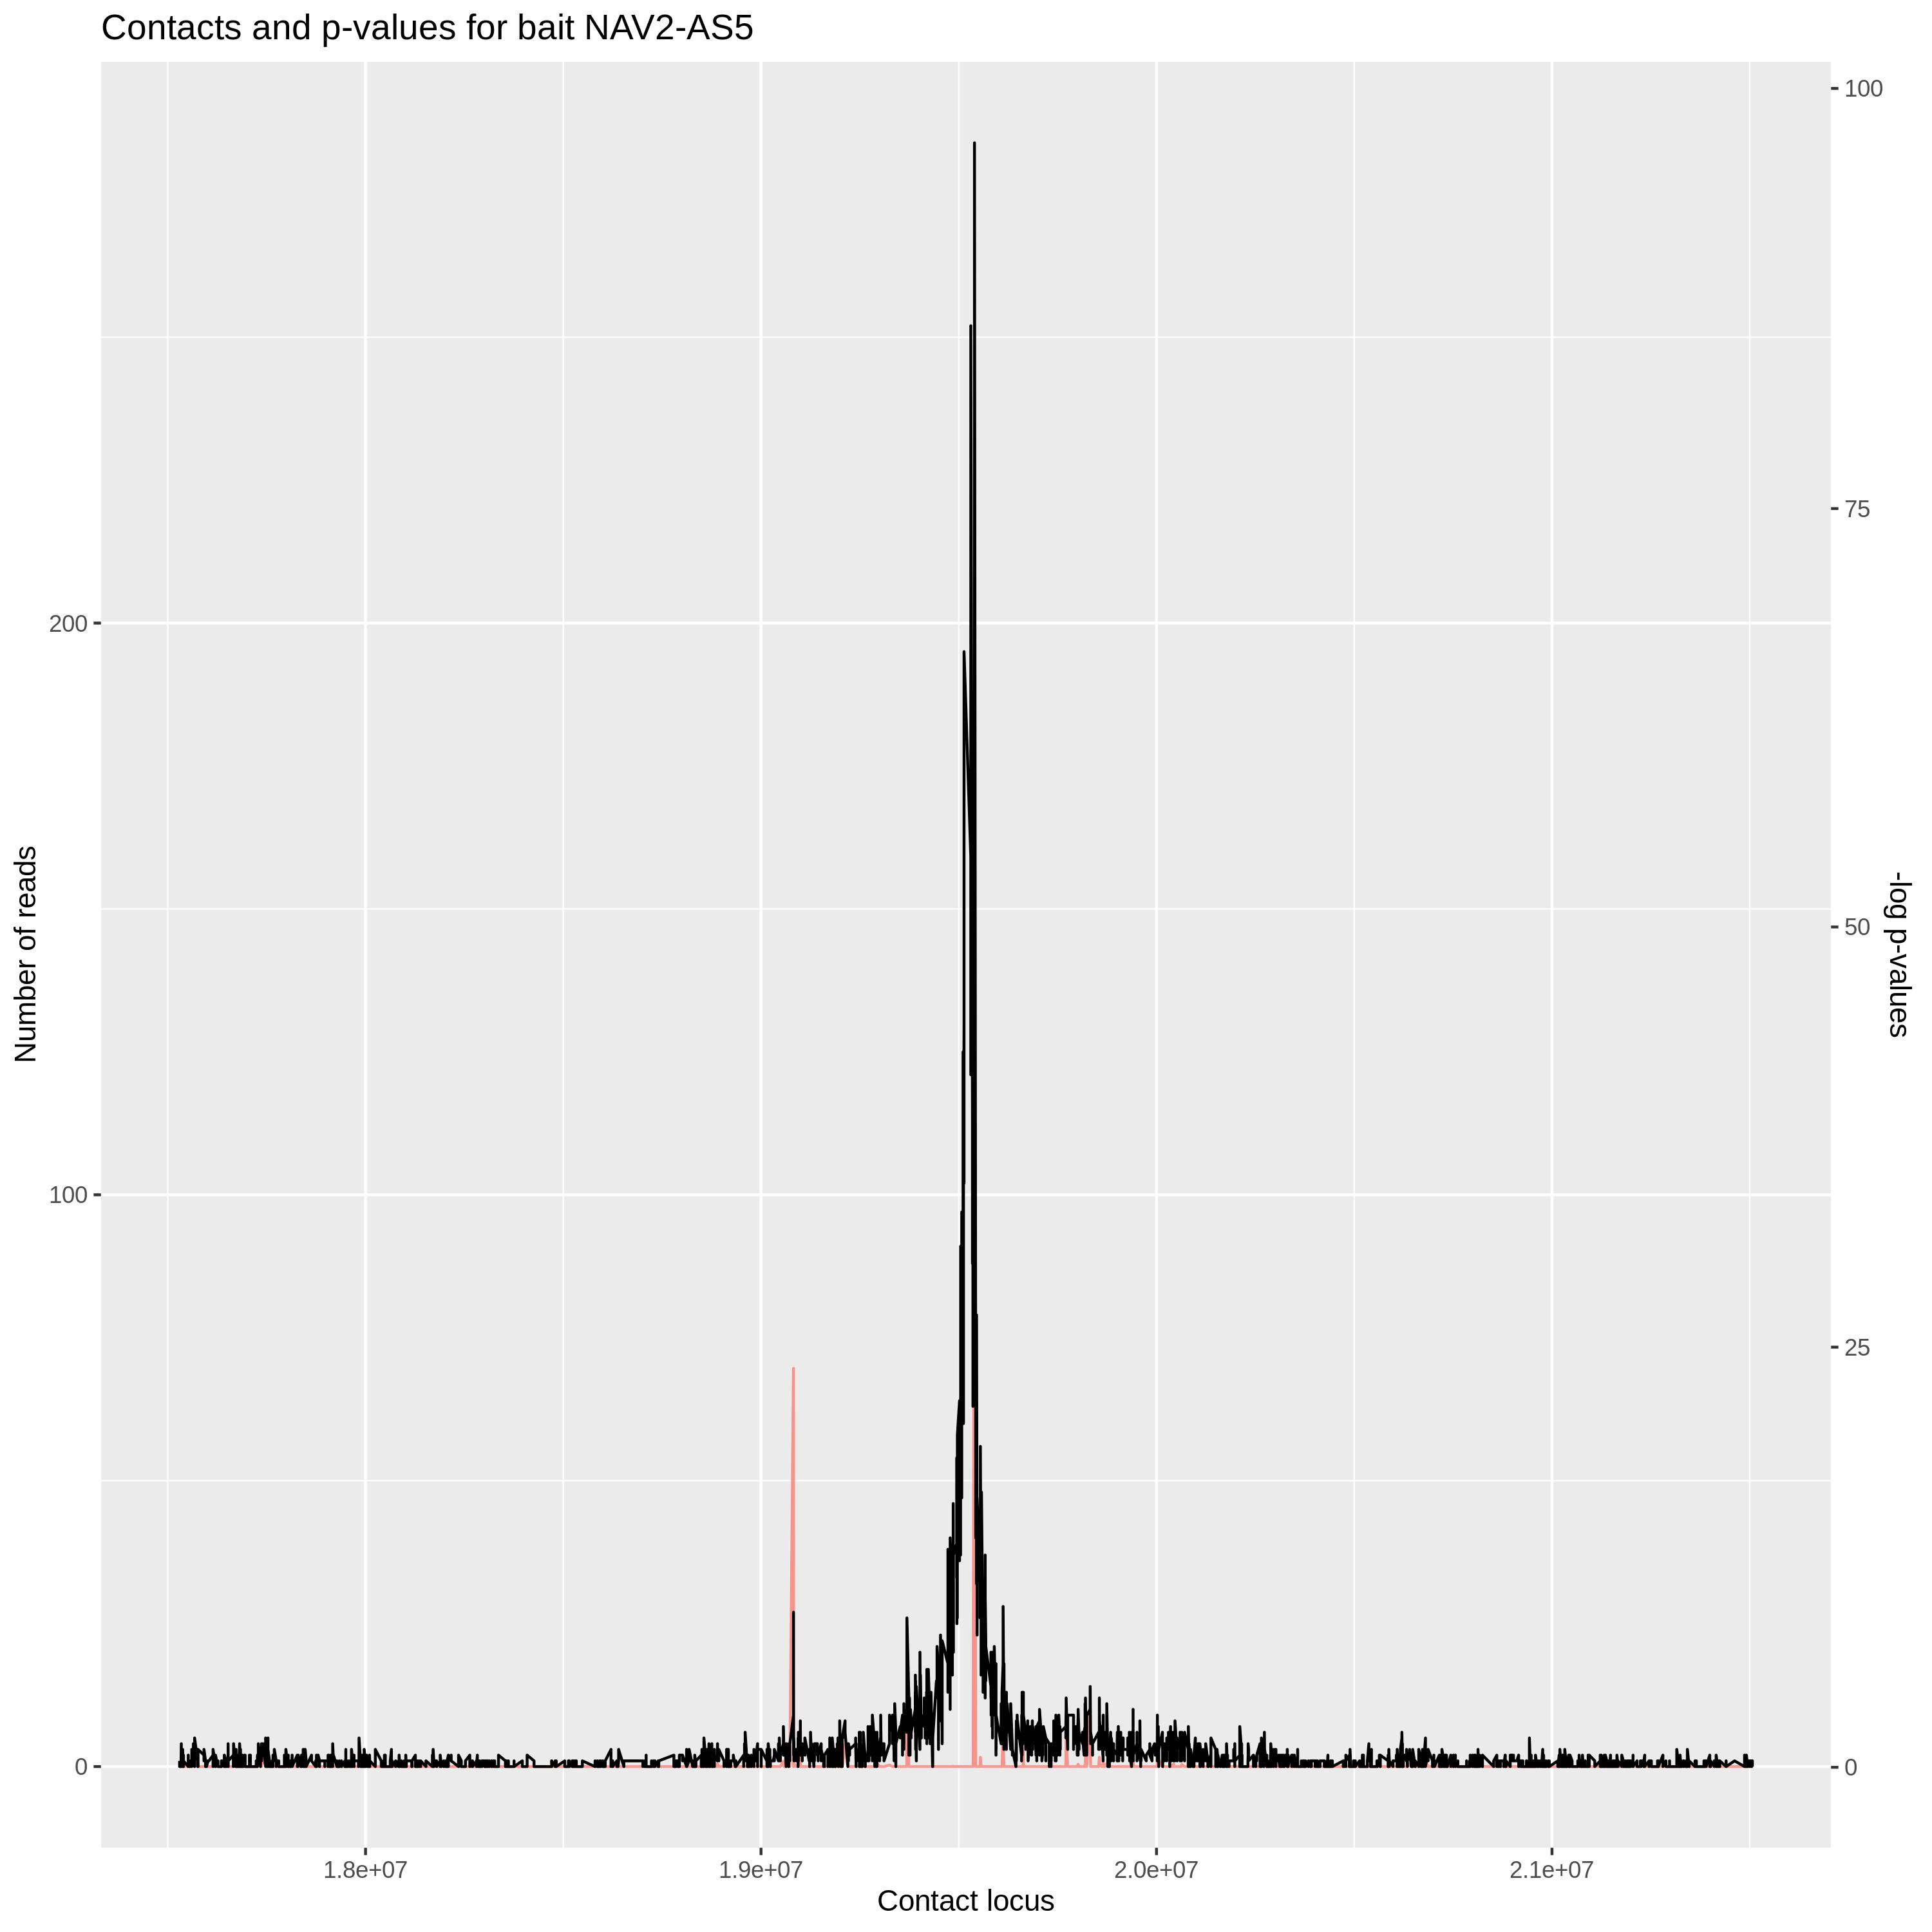 Contacts and p-values for bait NAV2-AS5
Number of reads
200
100
0
100
75
50
25
0
-log p-values
1.8e+07
1.9e+07
2.0e+07
2.1e+07
Contact locus